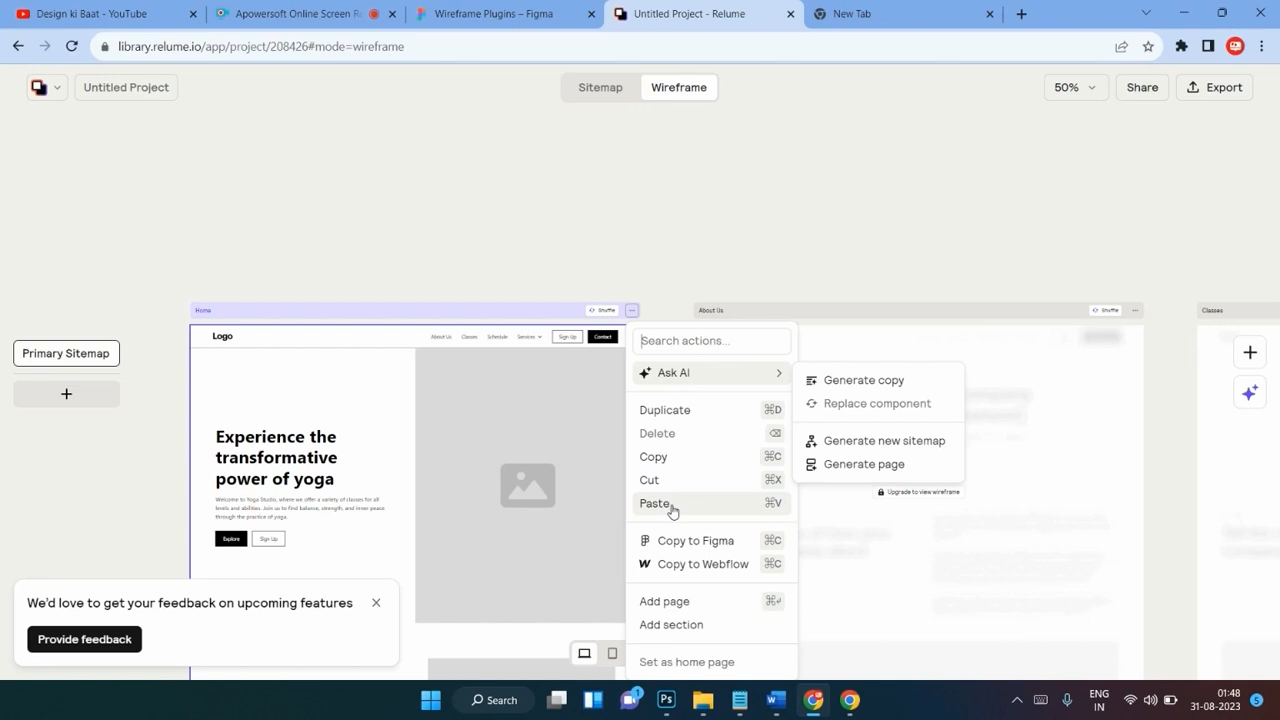 Design ki Baat - YouTube
Apowersoft Online Screen R
Wireframe Plugins – Figma
Untitled Project - Relume
New Tab
library.relume.io/app/project/208426#mode=wireframe
Untitled Project
Sitemap
Wireframe
50%
Share
Export
Home
Shuffle
About Us
Shuffle
Classes
Logo
About Us
Classes
Schedule
Services
Sign Up
Contact
Primary Sitemap
Experience the
transformative
power of yoga
Welcome to Yoga Studio, where we offer a variety of classes for all
levels and abilities. Join us to find balance, strength, and inner peace
through the practice of yoga.
Explore
Sign Up
Search actions...
Ask AI
Duplicate ⌘D
Delete
Copy ⌘C
Cut ⌘X
Paste ⌘V
Copy to Figma ⌘C
Copy to Webflow ⌘C
Add page ⌘↵
Add section
Set as home page
Generate copy
Replace component
Generate new sitemap
Generate page
Upgrade to view wireframe
We'd love to get your feedback on upcoming features
Provide feedback
Search
1
ENG
IN
01:48
31-08-2023
5